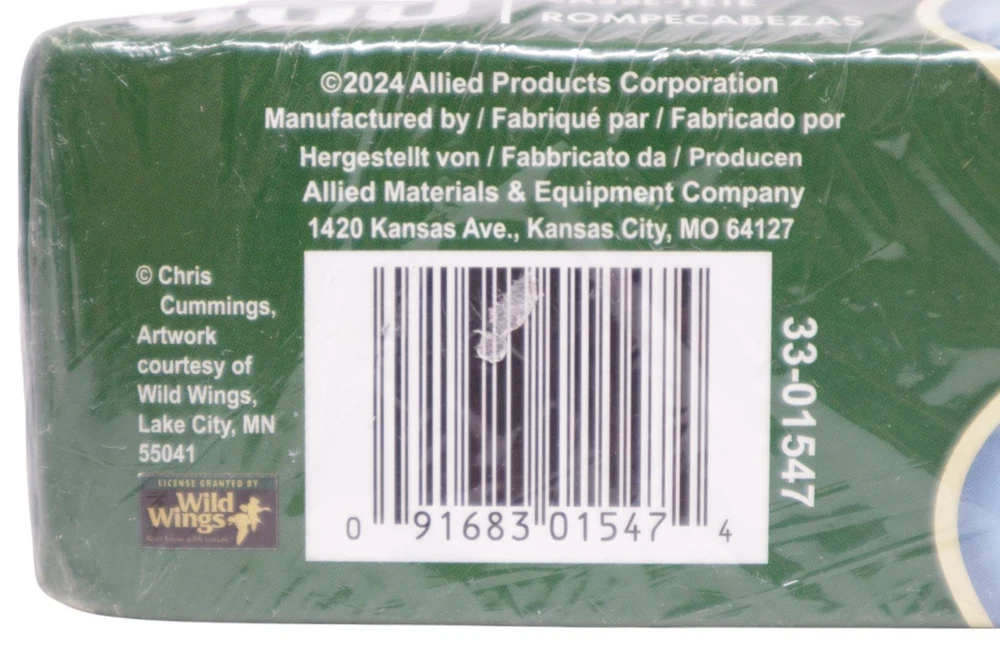 ROMPECABEZAS
©2024 Allied Products Corporation
Manufactured by / Fabriqué par / Fabricado por
Hergestellt von / Fabbricato da / Producen
Allied Materials & Equipment Company
1420 Kansas Ave., Kansas City, MO 64127
© Chris
Cummings,
Artwork
courtesy of
Wild Wings,
Lake City, MN
55041
LICENSE GRANTED BY
Wild
Wings
33-01547
0 91683 01547 4